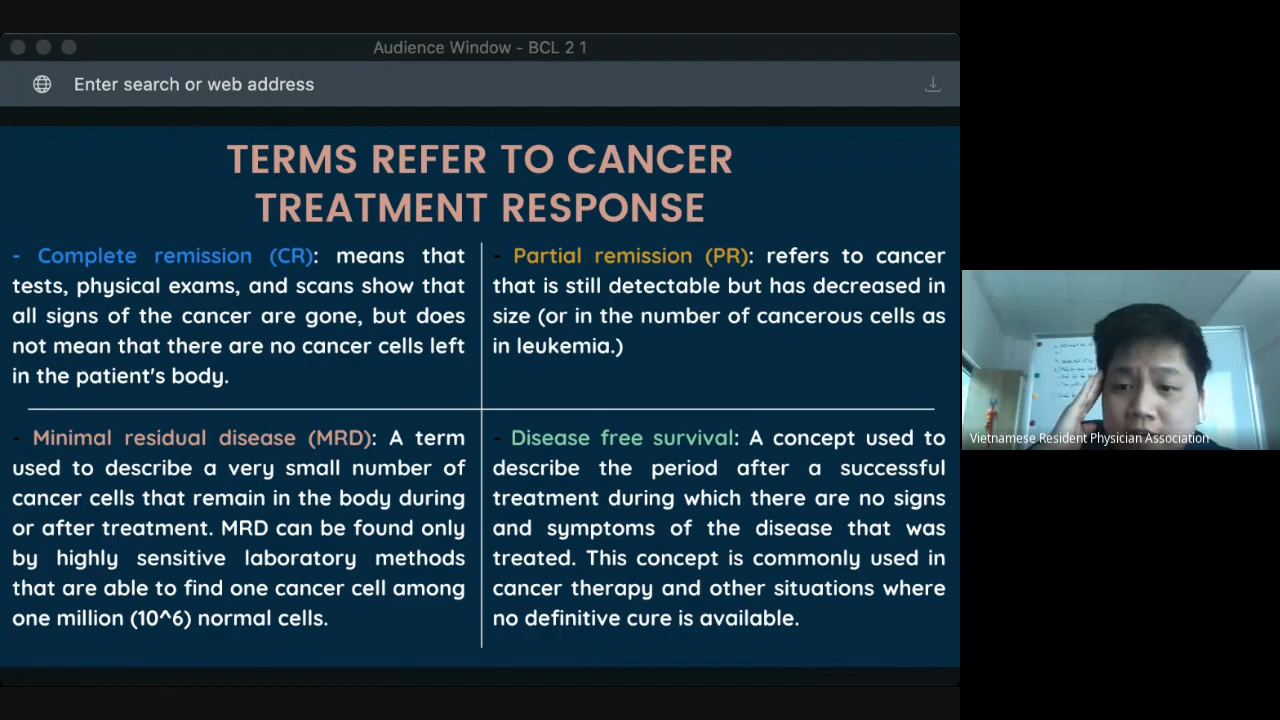 Audience Window - BCL 2 1
Enter search or web address
TERMS REFER TO CANCER
TREATMENT RESPONSE
- Complete remission (CR): means that
tests, physical exams, and scans show that
all signs of the cancer are gone, but does
not mean that there are no cancer cells left
in the patient's body.
- Partial remission (PR): refers to cancer
that is still detectable but has decreased in
size (or in the number of cancerous cells as
in leukemia.)
- Minimal residual disease (MRD): A term
used to describe a very small number of
cancer cells that remain in the body during
or after treatment. MRD can be found only
by highly sensitive laboratory methods
that are able to find one cancer cell among
one million (10^6) normal cells.
- Disease free survival: A concept used to
describe the period after a successful
treatment during which there are no signs
and symptoms of the disease that was
treated. This concept is commonly used in
cancer therapy and other situations where
no definitive cure is available.
Vietnamese Resident Physician Association